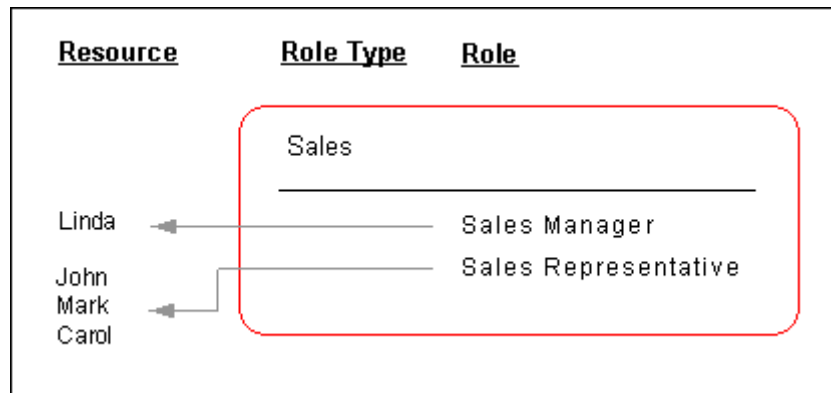 Resource Role Type Role
Sales
Linda Sales Manager
Sales Representative
John
Mark
Carol